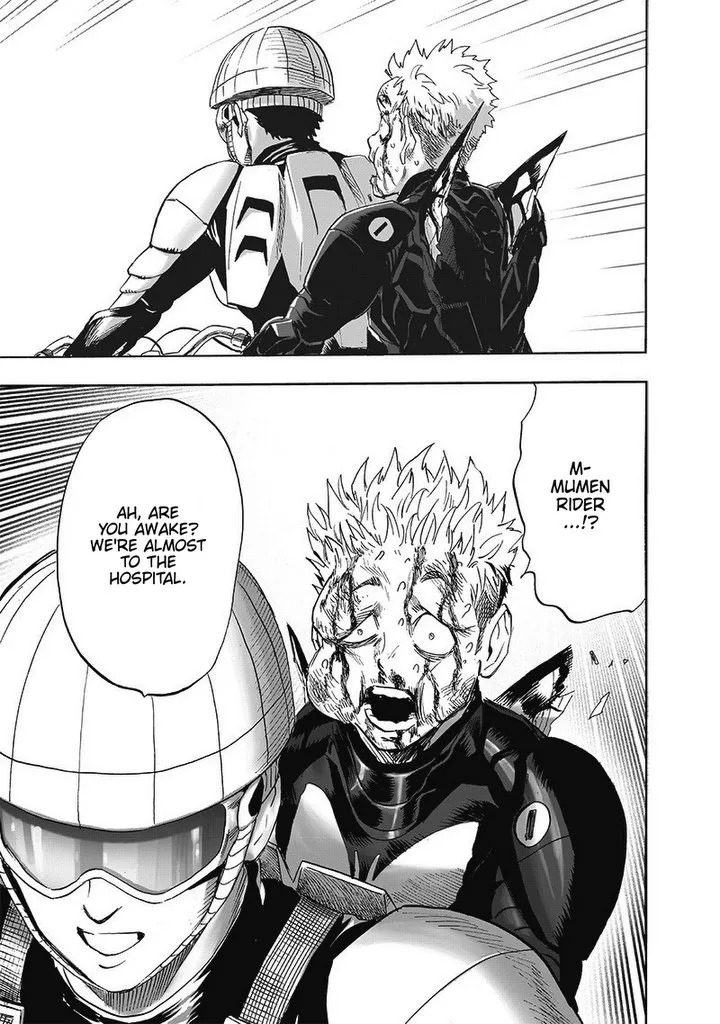 M-
MUMEN
RIDER
...!?
AH, ARE
YOU AWAKE?
WE'RE ALMOST
TO THE
HOSPITAL.